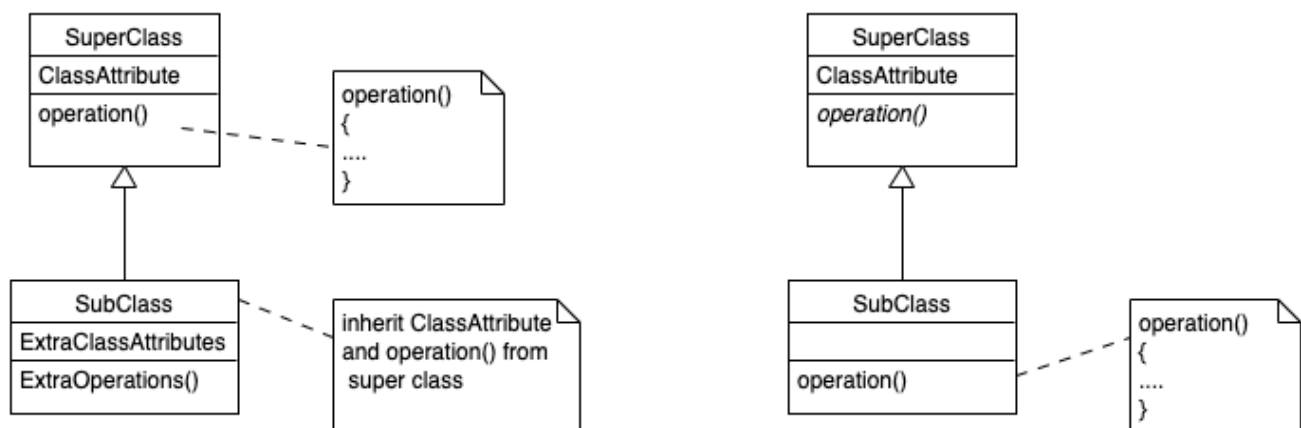 SuperClass
ClassAttribute
operation()
operation()
{
....
}
SubClass
ExtraClassAttributes
ExtraOperations()
inherit ClassAttribute
and operation() from
super class
SuperClass
ClassAttribute
operation()
SubClass
operation()
operation()
{
....
}